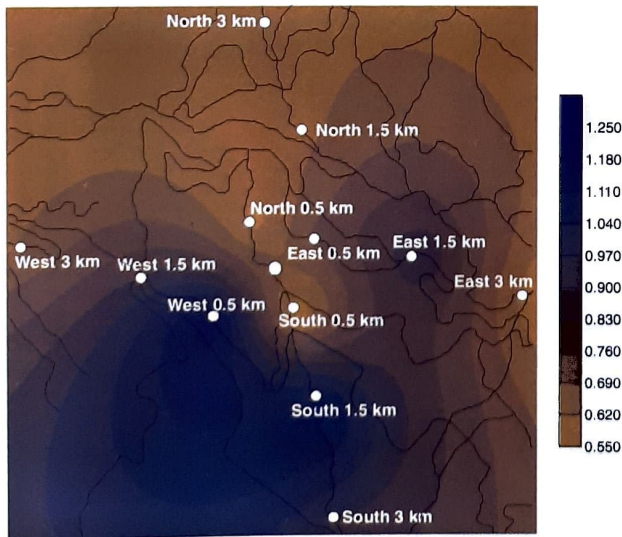 North 3 km
North 1.5 km
North 0.5 km
East 0.5 km
East 1.5 km
West 3 km
West 1.5 km
East 3 km
West 0.5 km
South 0.5 km
South 1.5 km
South 3 km
1.250
1.180
1.110
1.040
0.970
0.900
0.830
0.760
0.690
0.620
0.550